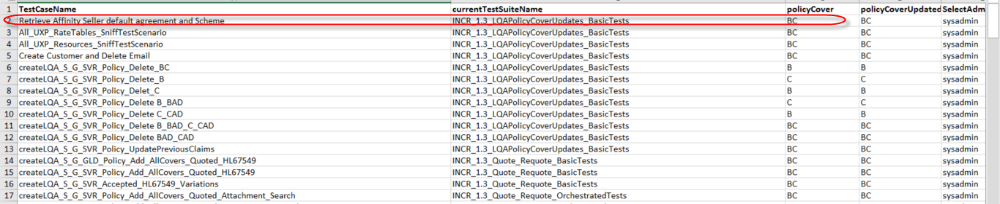 1 TestCaseName currentTestSuiteName policyCover policyCoverUpdated SelectAdm
2 Retrieve Affinity Seller default agreement and Scheme INCR_1.3_LQAPolicyCoverUpdates_BasicTests BC BC sysadmin
3 All_UXP_RateTables_SniffTestScenario INCR_1.3_LQAPolicyCoverUpdates_BasicTests BC BC sysadmin
4 All_UXP_Resources_SniffTestScenario INCR_1.3_LQAPolicyCoverUpdates_BasicTests BC BC sysadmin
5 Create Customer and Delete Email INCR_1.3_LQAPolicyCoverUpdates_BasicTests BC BC sysadmin
6 createLQA_S_G_SVR_Policy_Delete_BC INCR_1.3_LQAPolicyCoverUpdates_BasicTests B B sysadmin
7 createLQA_S_G_SVR_Policy_Delete_B INCR_1.3_LQAPolicyCoverUpdates_BasicTests C C sysadmin
8 createLQA_S_G_SVR_Policy_Delet_C INCR_1.3_LQAPolicyCoverUpdates_BasicTests B B sysadmin
9 createLQA_S_G_SVR_Policy_Delete B_BAD INCR_1.3_LQAPolicyCoverUpdates_BasicTests C C sysadmin
10 createLQA_S_G_SVR_Policy_Delete C_CAD INCR_1.3_LQAPolicyCoverUpdates_BasicTests B B sysadmin
11 createLQA_S_G_SVR_Policy_Delete B_BAD_C_CAD INCR_1.3_LQAPolicyCoverUpdates_BasicTests BC BC sysadmin
12 createLQA_S_G_SVR_Policy_Delete BAD_CAD INCR_1.3_LQAPolicyCoverUpdates_BasicTests BC BC sysadmin
13 createLQA_S_G_SVR_Policy_UpdatePreviousClaims INCR_1.3_LQAPolicyCoverUpdates_BasicTests BC BC sysadmin
14 createLQA_S_G_GLD_Policy_Add_AllCovers_Quoted_HL67549 INCR_1.3_Quote_Requote_BasicTests BC BC sysadmin
15 createLQA_S_G_SVR_Policy_Add_AllCovers_Quoted_HL67549 INCR_1.3_Quote_Requote_BasicTests BC BC sysadmin
16 createLQA_S_G_SVR_Accepted_HL67549_Variations INCR_1.3_Quote_Requote_BasicTests BC BC sysadmin
17 createLQA_S_G_SVR_Policy_Add_AllCovers_Quoted_Attachment_Search INCR_1.3_Quote_Requote_OrchestratedTests BC BC sysadmin